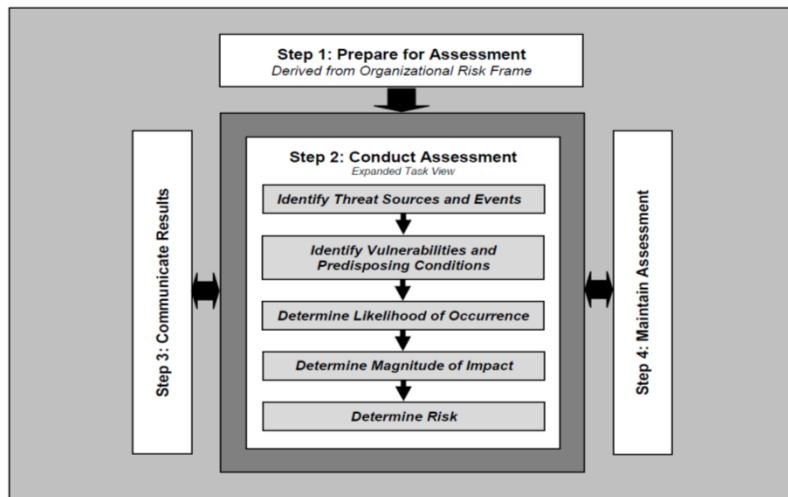 Step 1: Prepare for Assessment
Derived from Organizational Risk Frame
Step 3: Communicate Results
Step 2: Conduct Assessment
Expanded Task View
Identify Threat Sources and Events
Identify Vulnerabilities and
Predisposing Conditions
Determine Likelihood of Occurrence
Determine Magnitude of Impact
Determine Risk
Step 4: Maintain Assessment